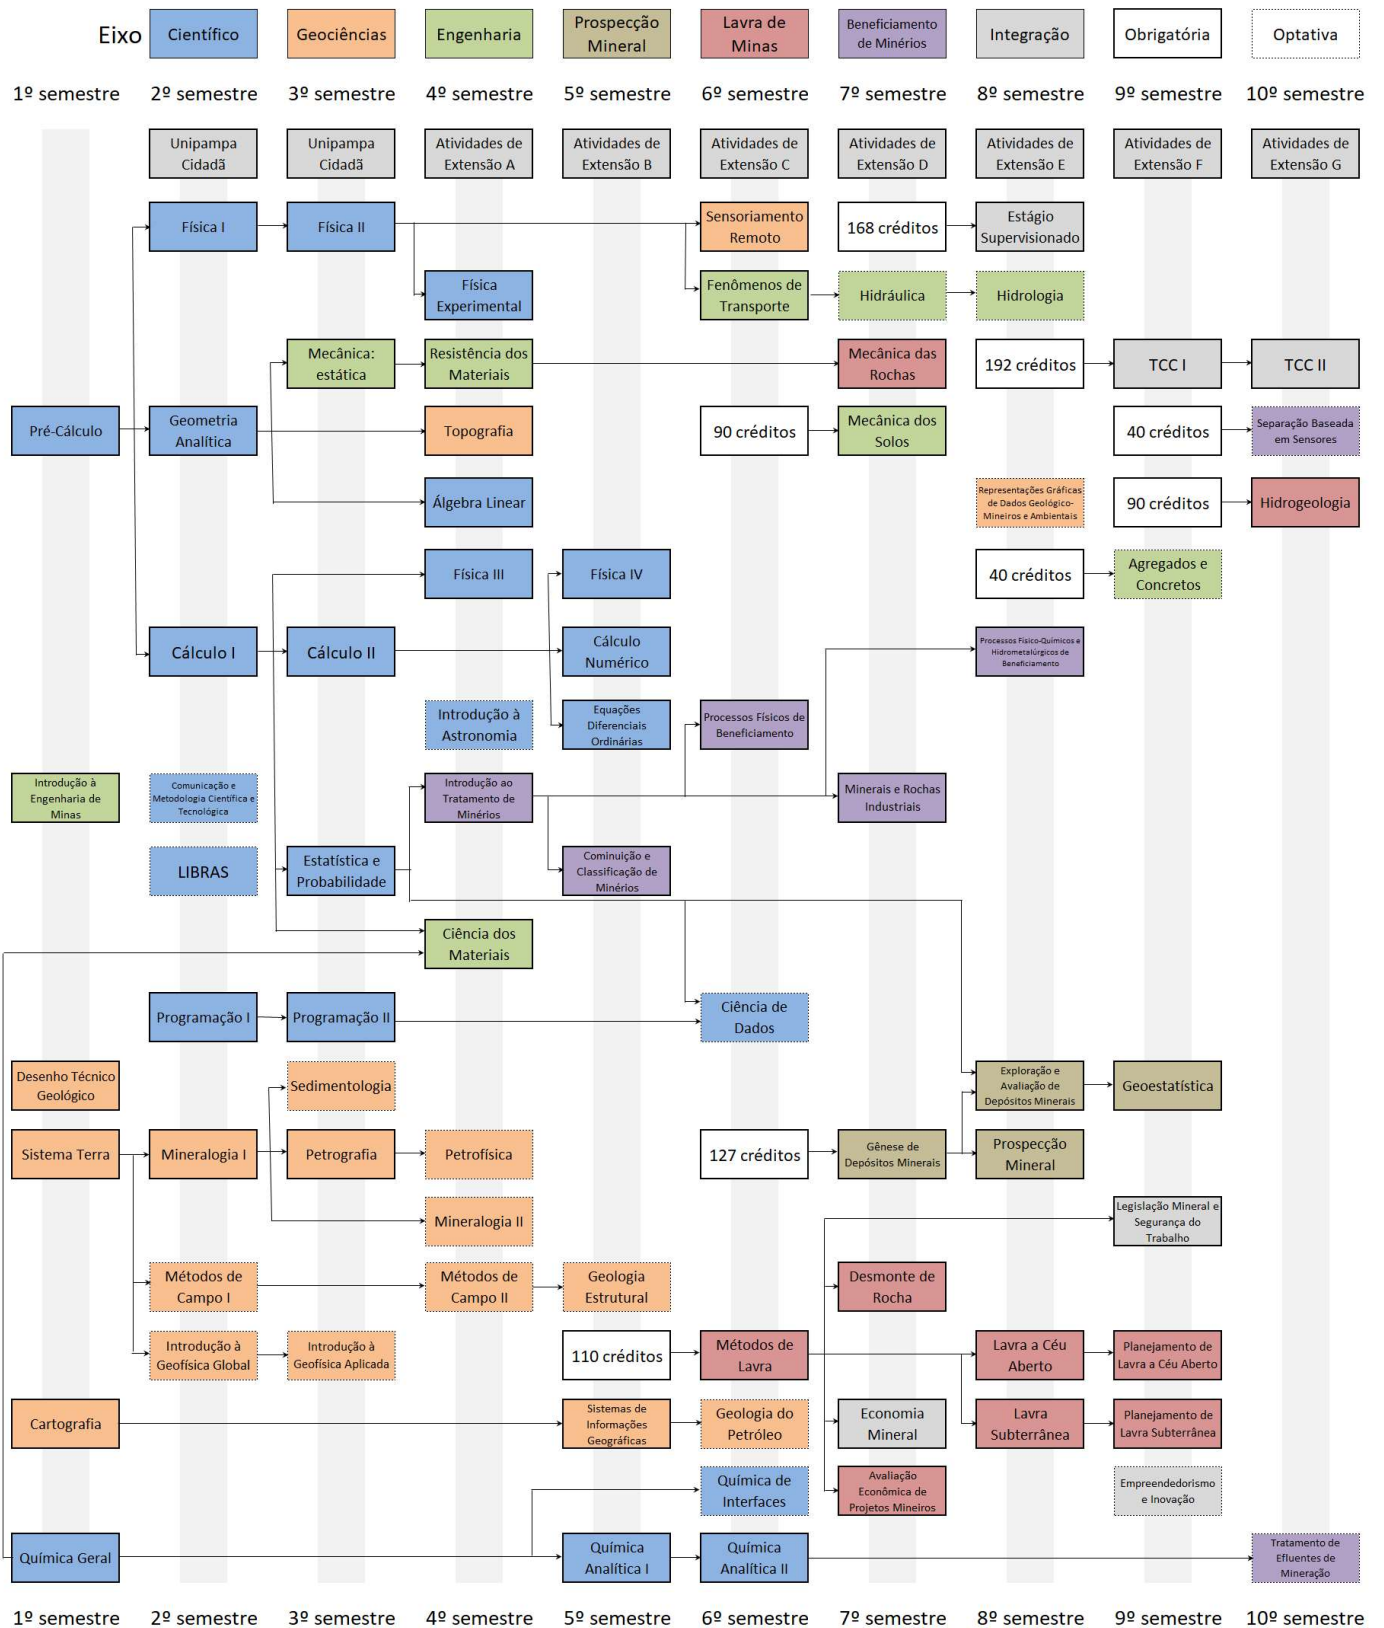 Eixo
Científico
Geociências
Engenharia
Prospecção
Mineral
Lavra de
Minas
Beneficiamento
de Minérios
Integração
Obrigatória
Optativa
1º semestre
2º semestre
3º semestre
4º semestre
5º semestre
6º semestre
7º semestre
8º semestre
9º semestre
10º semestre
Unipampa
Cidadã
Unipampa
Cidadã
Atividades de
Extensão A
Atividades de
Extensão B
Atividades de
Extensão C
Atividades de
Extensão D
Atividades de
Extensão E
Atividades de
Extensão F
Atividades de
Extensão G
Física I
Física II
Sensoriamento
Remoto
168 créditos
Estágio
Supervisionado
Física
Experimental
Fenômenos de
Transporte
Hidráulica
Hidrologia
Mecânica:
estática
Resistência dos
Materiais
Mecânica das
Rochas
192 créditos
TCC I
TCC II
Pré-Cálculo
Geometria
Analítica
Topografia
90 créditos
Mecânica dos
Solos
40 créditos
Separação Baseada
em Sensores
Álgebra Linear
Representações Gráficas
de Dados Geológico-
Mineiros e Ambientais
90 créditos
Hidrogeologia
Física III
Física IV
40 créditos
Agregados e
Concretos
Cálculo I
Cálculo II
Cálculo
Numérico
Processos Físico-Químicos e
Hidrometalúrgicos de
Beneficiamento
Introdução à
Astronomia
Equações
Diferenciais
Ordinárias
Processos Físicos de
Beneficiamento
Introdução à
Engenharia de
Minas
Comunicação e
Metodologia Científica e
Tecnológica
Introdução ao
Tratamento de
Minérios
Minerais e Rochas
Industriais
LIBRAS
Estatística e
Probabilidade
Cominuição e
Classificação de
Minérios
Ciência dos
Materiais
Programação I
Programação II
Ciência de
Dados
Desenho Técnico
Geológico
Sedimentologia
Exploração e
Avaliação de
Depósitos Minerais
Geoestatística
Sistema Terra
Mineralogia I
Petrografia
Petrofísica
127 créditos
Gênese de
Depósitos Minerais
Prospecção
Mineral
Mineralogia II
Legislação Mineral e
Segurança do
Trabalho
Métodos de
Campo I
Métodos de
Campo II
Geologia
Estrutural
Desmonte de
Rocha
Introdução à
Geofísica Global
Introdução à
Geofísica Aplicada
110 créditos
Métodos de
Lavra
Lavra a Céu
Aberto
Planejamento de
Lavra a Céu Aberto
Cartografia
Sistemas de
Informações
Geográficas
Geologia do
Petróleo
Economia
Mineral
Lavra
Subterrânea
Planejamento de
Lavra Subterrânea
Química de
Interfaces
Avaliação
Econômica de
Projetos Mineiros
Empreendedorismo
e Inovação
Química Geral
Química
Analítica I
Química
Analítica II
Tratamento de
Efluentes de
Mineração
1º semestre
2º semestre
3º semestre
4º semestre
5º semestre
6º semestre
7º semestre
8º semestre
9º semestre
10º semestre